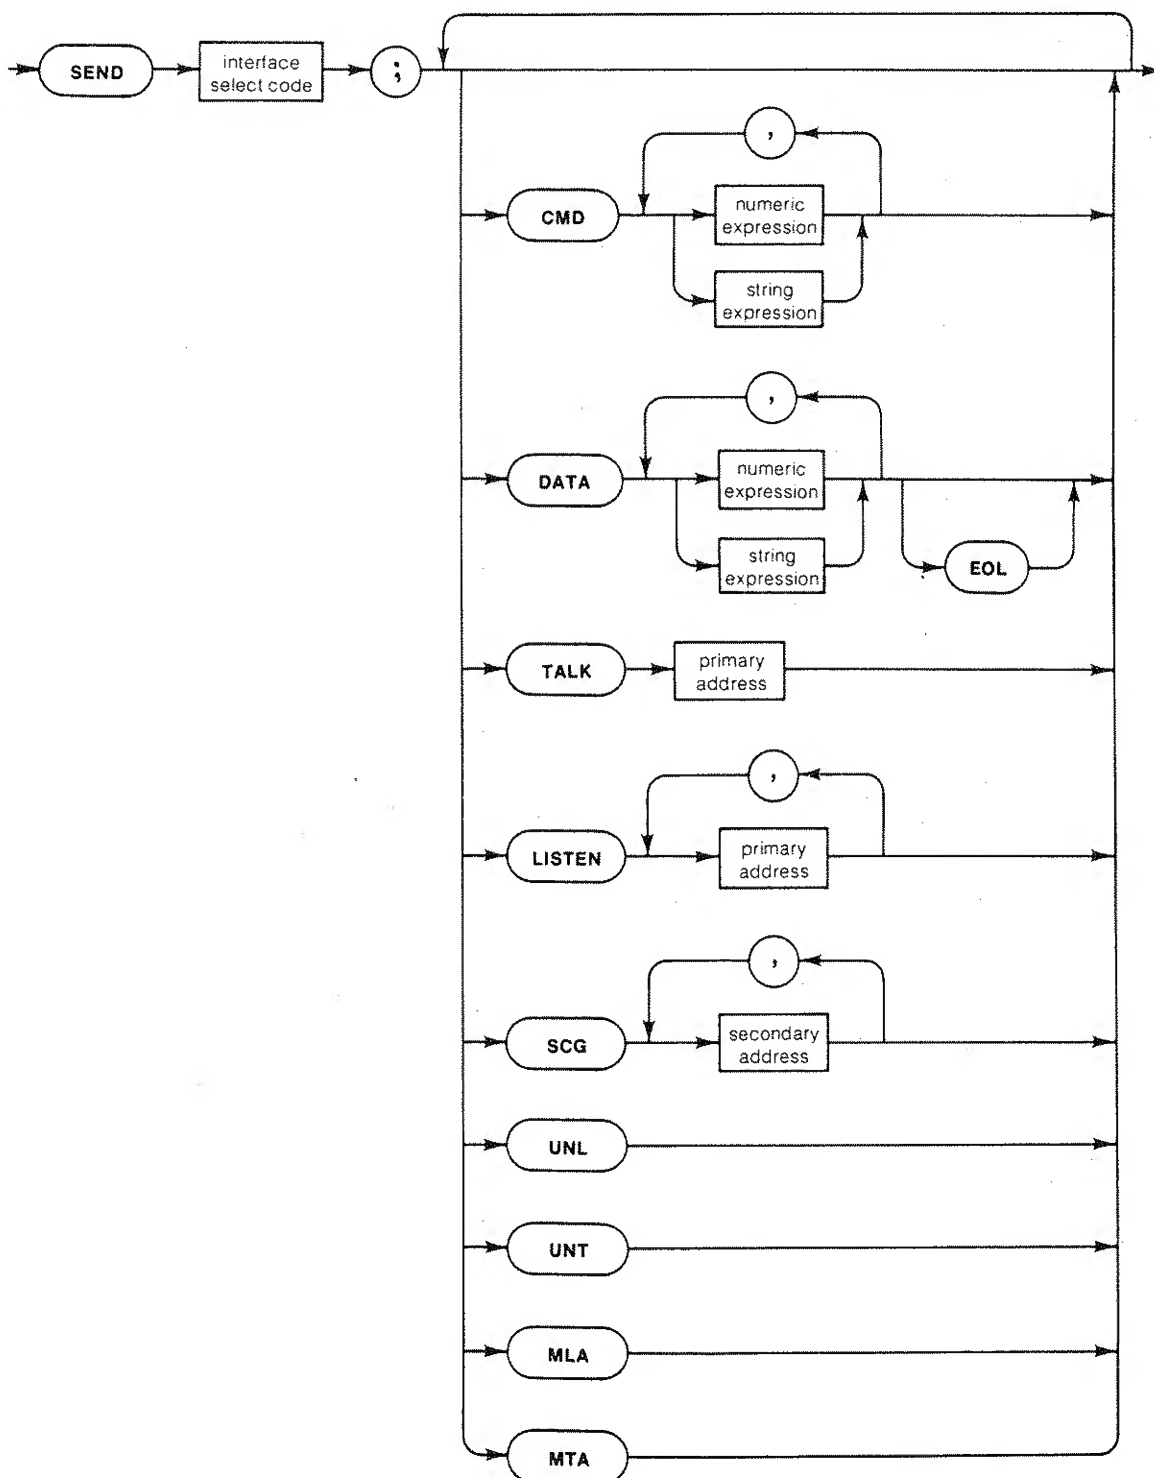 SEND
interface
select code
;
,
CMD
numeric
expression
string
expression
,
DATA
numeric
expression
string
expression
EOL
TALK
primary
address
,
LISTEN
primary
address
,
SCG
secondary
address
UNL
UNT
MLA
MTA